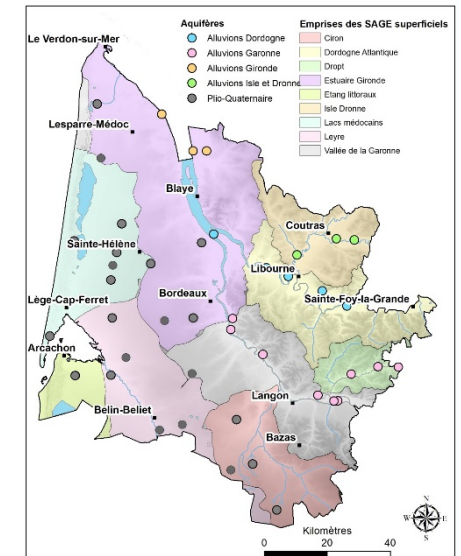 Aquifères
Alluvions Dordogne
Alluvions Garonne
Alluvions Gironde
Alluvions Isle et Dronne
Plio-Quaternaire
Emprises des SAGE superficiels
Ciron
Dordogne Atlantique
Dropt
Estuaire Gironde
Etang littoraux
Isle Dronne
Lacs médocains
Leyre
Vallée de la Garonne
Le Verdon-sur-Mer
Lesparre-Médoc
Blaye
Coutras
Sainte-Hélène
Libourne
Bordeaux
Sainte-Foy-la-Grande
Lège-Cap-Ferret
Arcachon
Belin-Beliet
Langon
Bazas
N
W E
S
Kilomètres
0 20 40